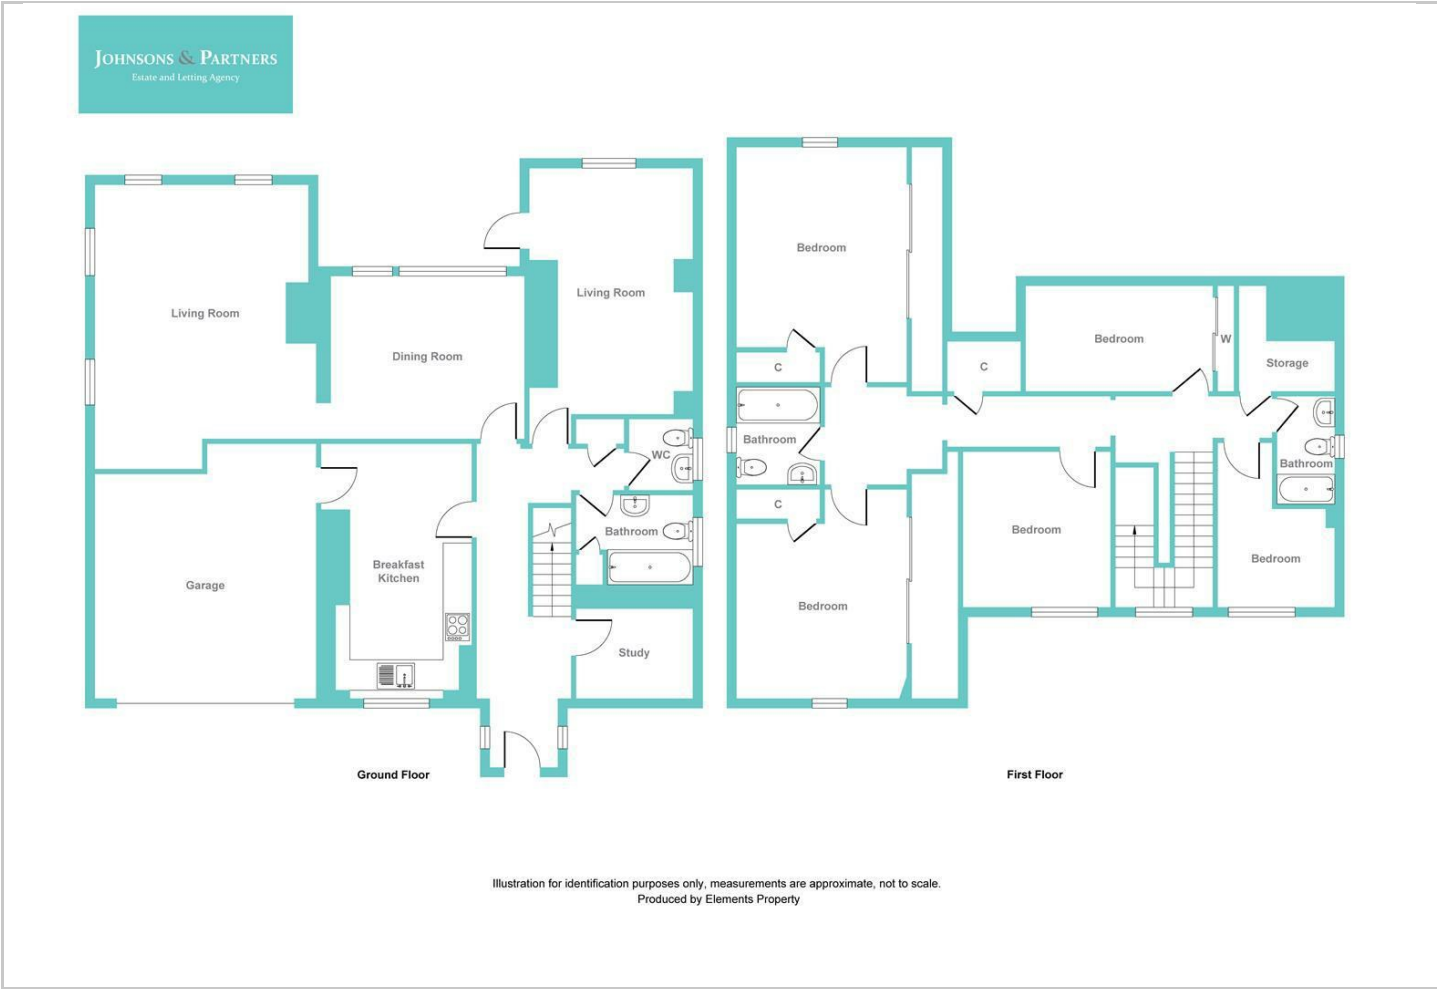 JOHNSONS & PARTNERS
Estate and Letting Agency
Living Room
Dining Room
Living Room
WC
Bathroom
Breakfast
Kitchen
Garage
Study
Ground Floor
Bedroom
C
Bathroom
C
Bedroom
C
Bedroom
W
Storage
Bathroom
Bedroom
Bedroom
First Floor
Illustration for identification purposes only, measurements are approximate, not to scale.
Produced by Elements Property